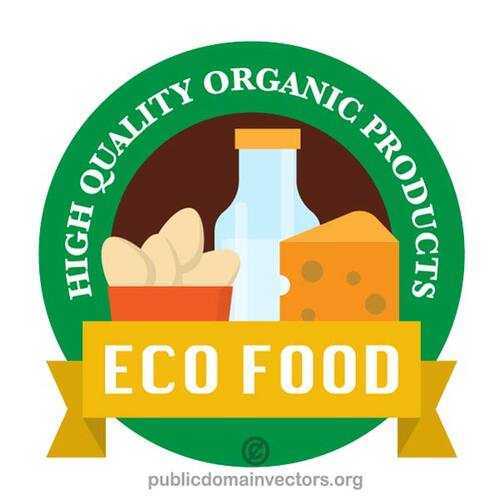 HIGH QUALITY ORGANIC PRODUCTS
ECO FOOD
publicdomainvectors.org